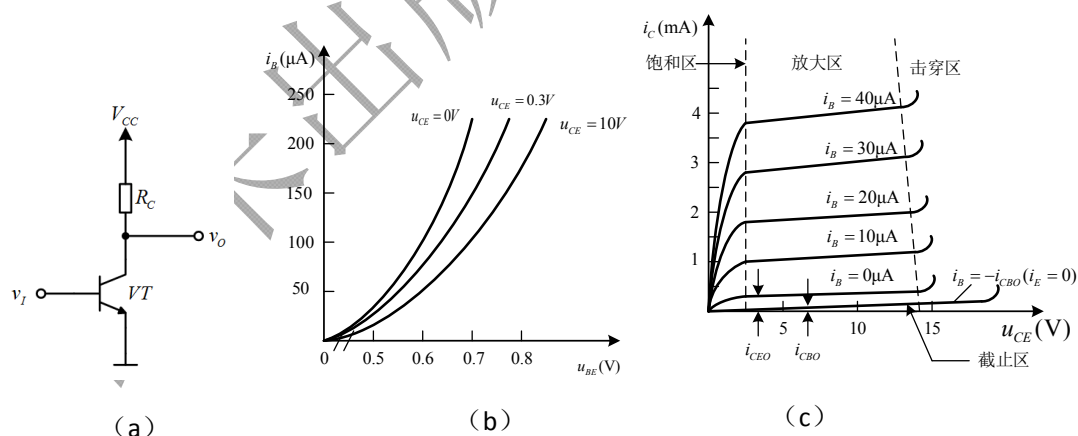 V_CC
R_C
v_O
VT
v_I
(a)
i_B(μA)
250
200
150
100
50
0
0.5
0.6
0.7
0.8
u_BE(V)
u_CE=0V
u_CE=0.3V
u_CE=10V
(b)
i_C(mA)
饱和区
放大区
击穿区
4
3
2
1
i_B=40μA
i_B=30μA
i_B=20μA
i_B=10μA
i_B=0μA
i_B=-i_CBO(i_E=0)
0
5
10
15
u_CE(V)
i_CEO
i_CBO
截止区
(c)